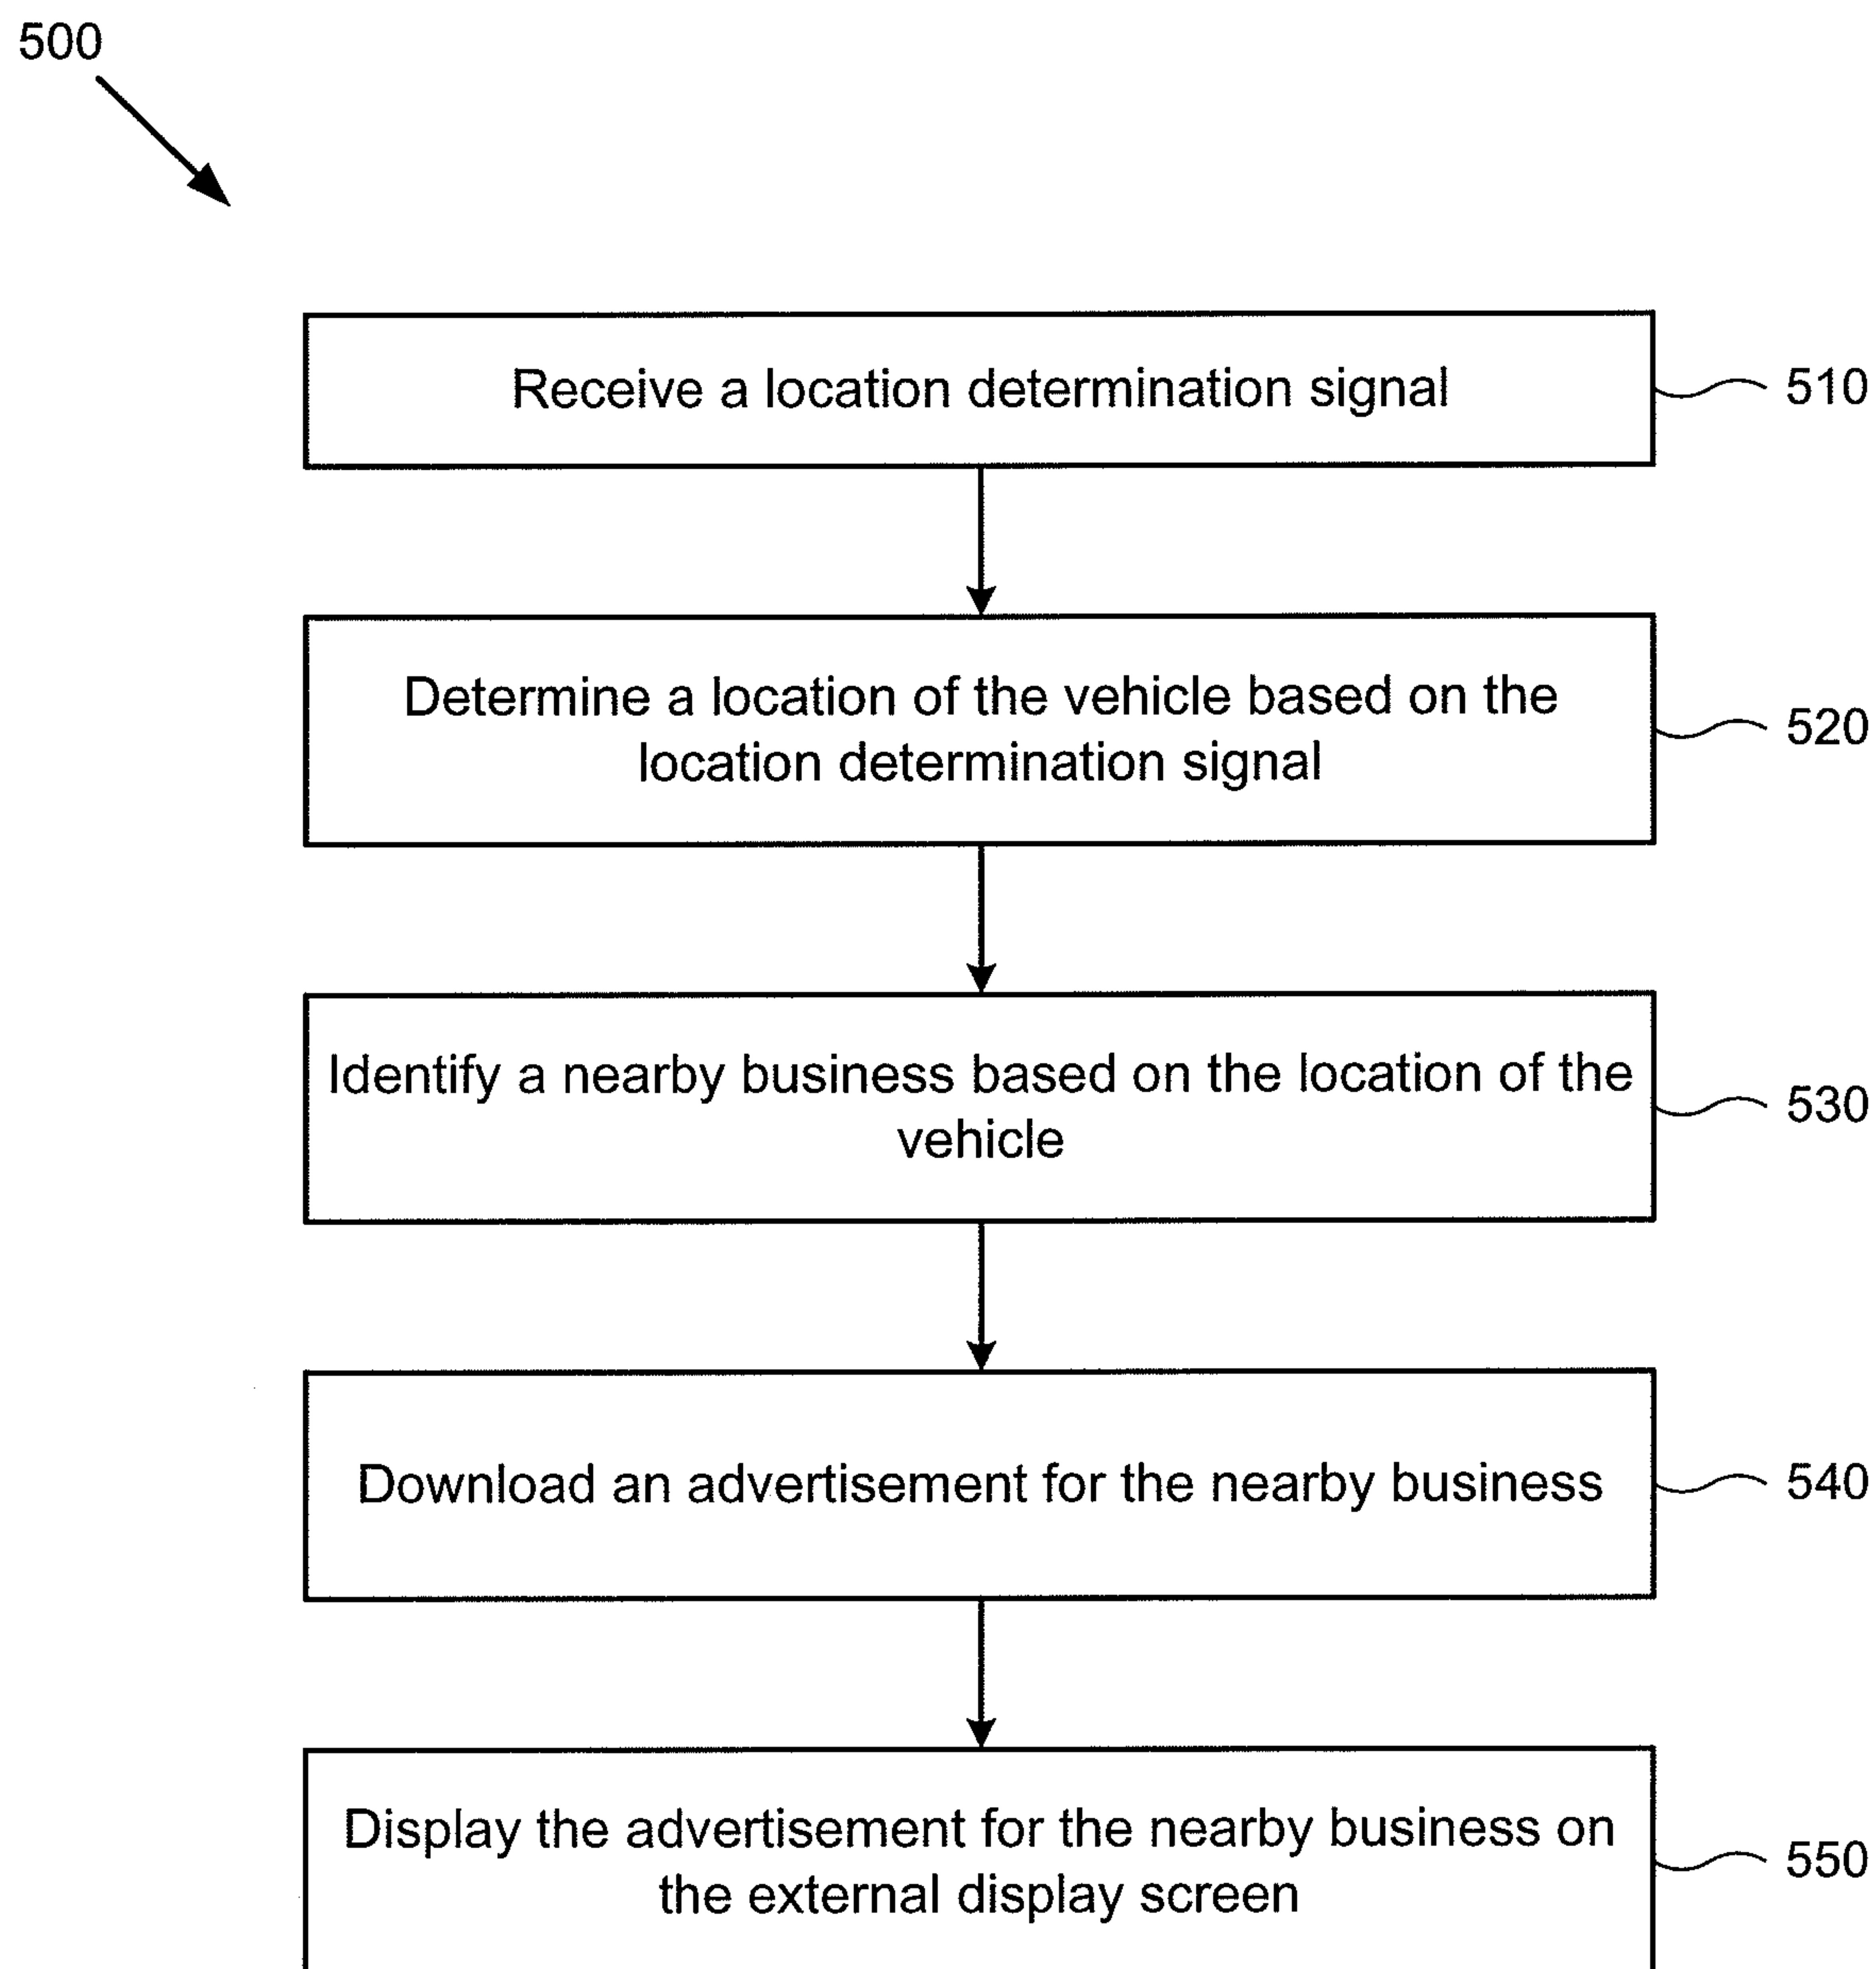 500
Receive a location determination signal
510
Determine a location of the vehicle based on the
location determination signal
520
Identify a nearby business based on the location of the
vehicle
530
Download an advertisement for the nearby business
540
Display the advertisement for the nearby business on
the external display screen
550